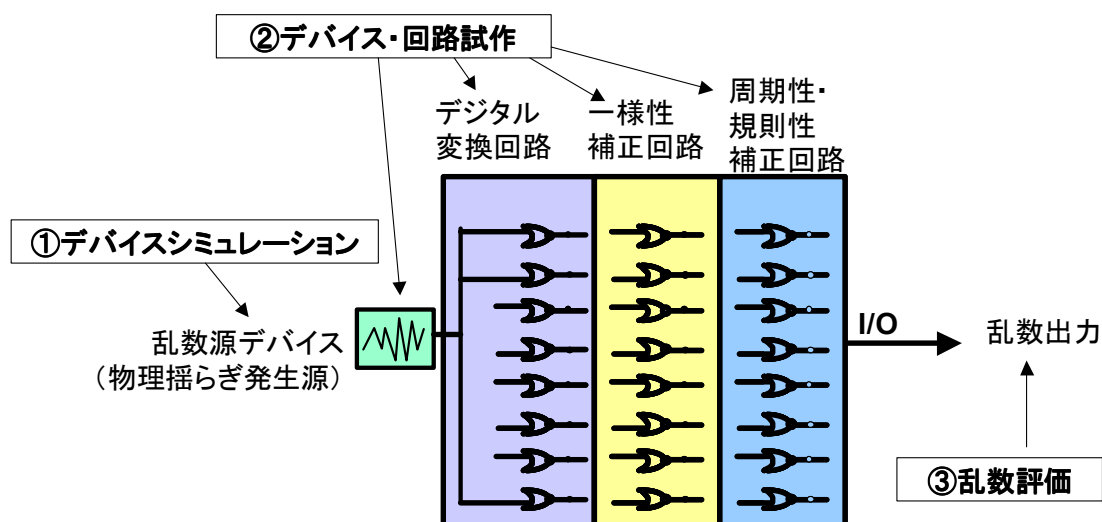 ②デバイス・回路試作
デジタル
変換回路
一様性
補正回路
周期性・
規則性
補正回路
①デバイスシミュレーション
乱数源デバイス
（物理揺らぎ発生源）
I/O
乱数出力
③乱数評価